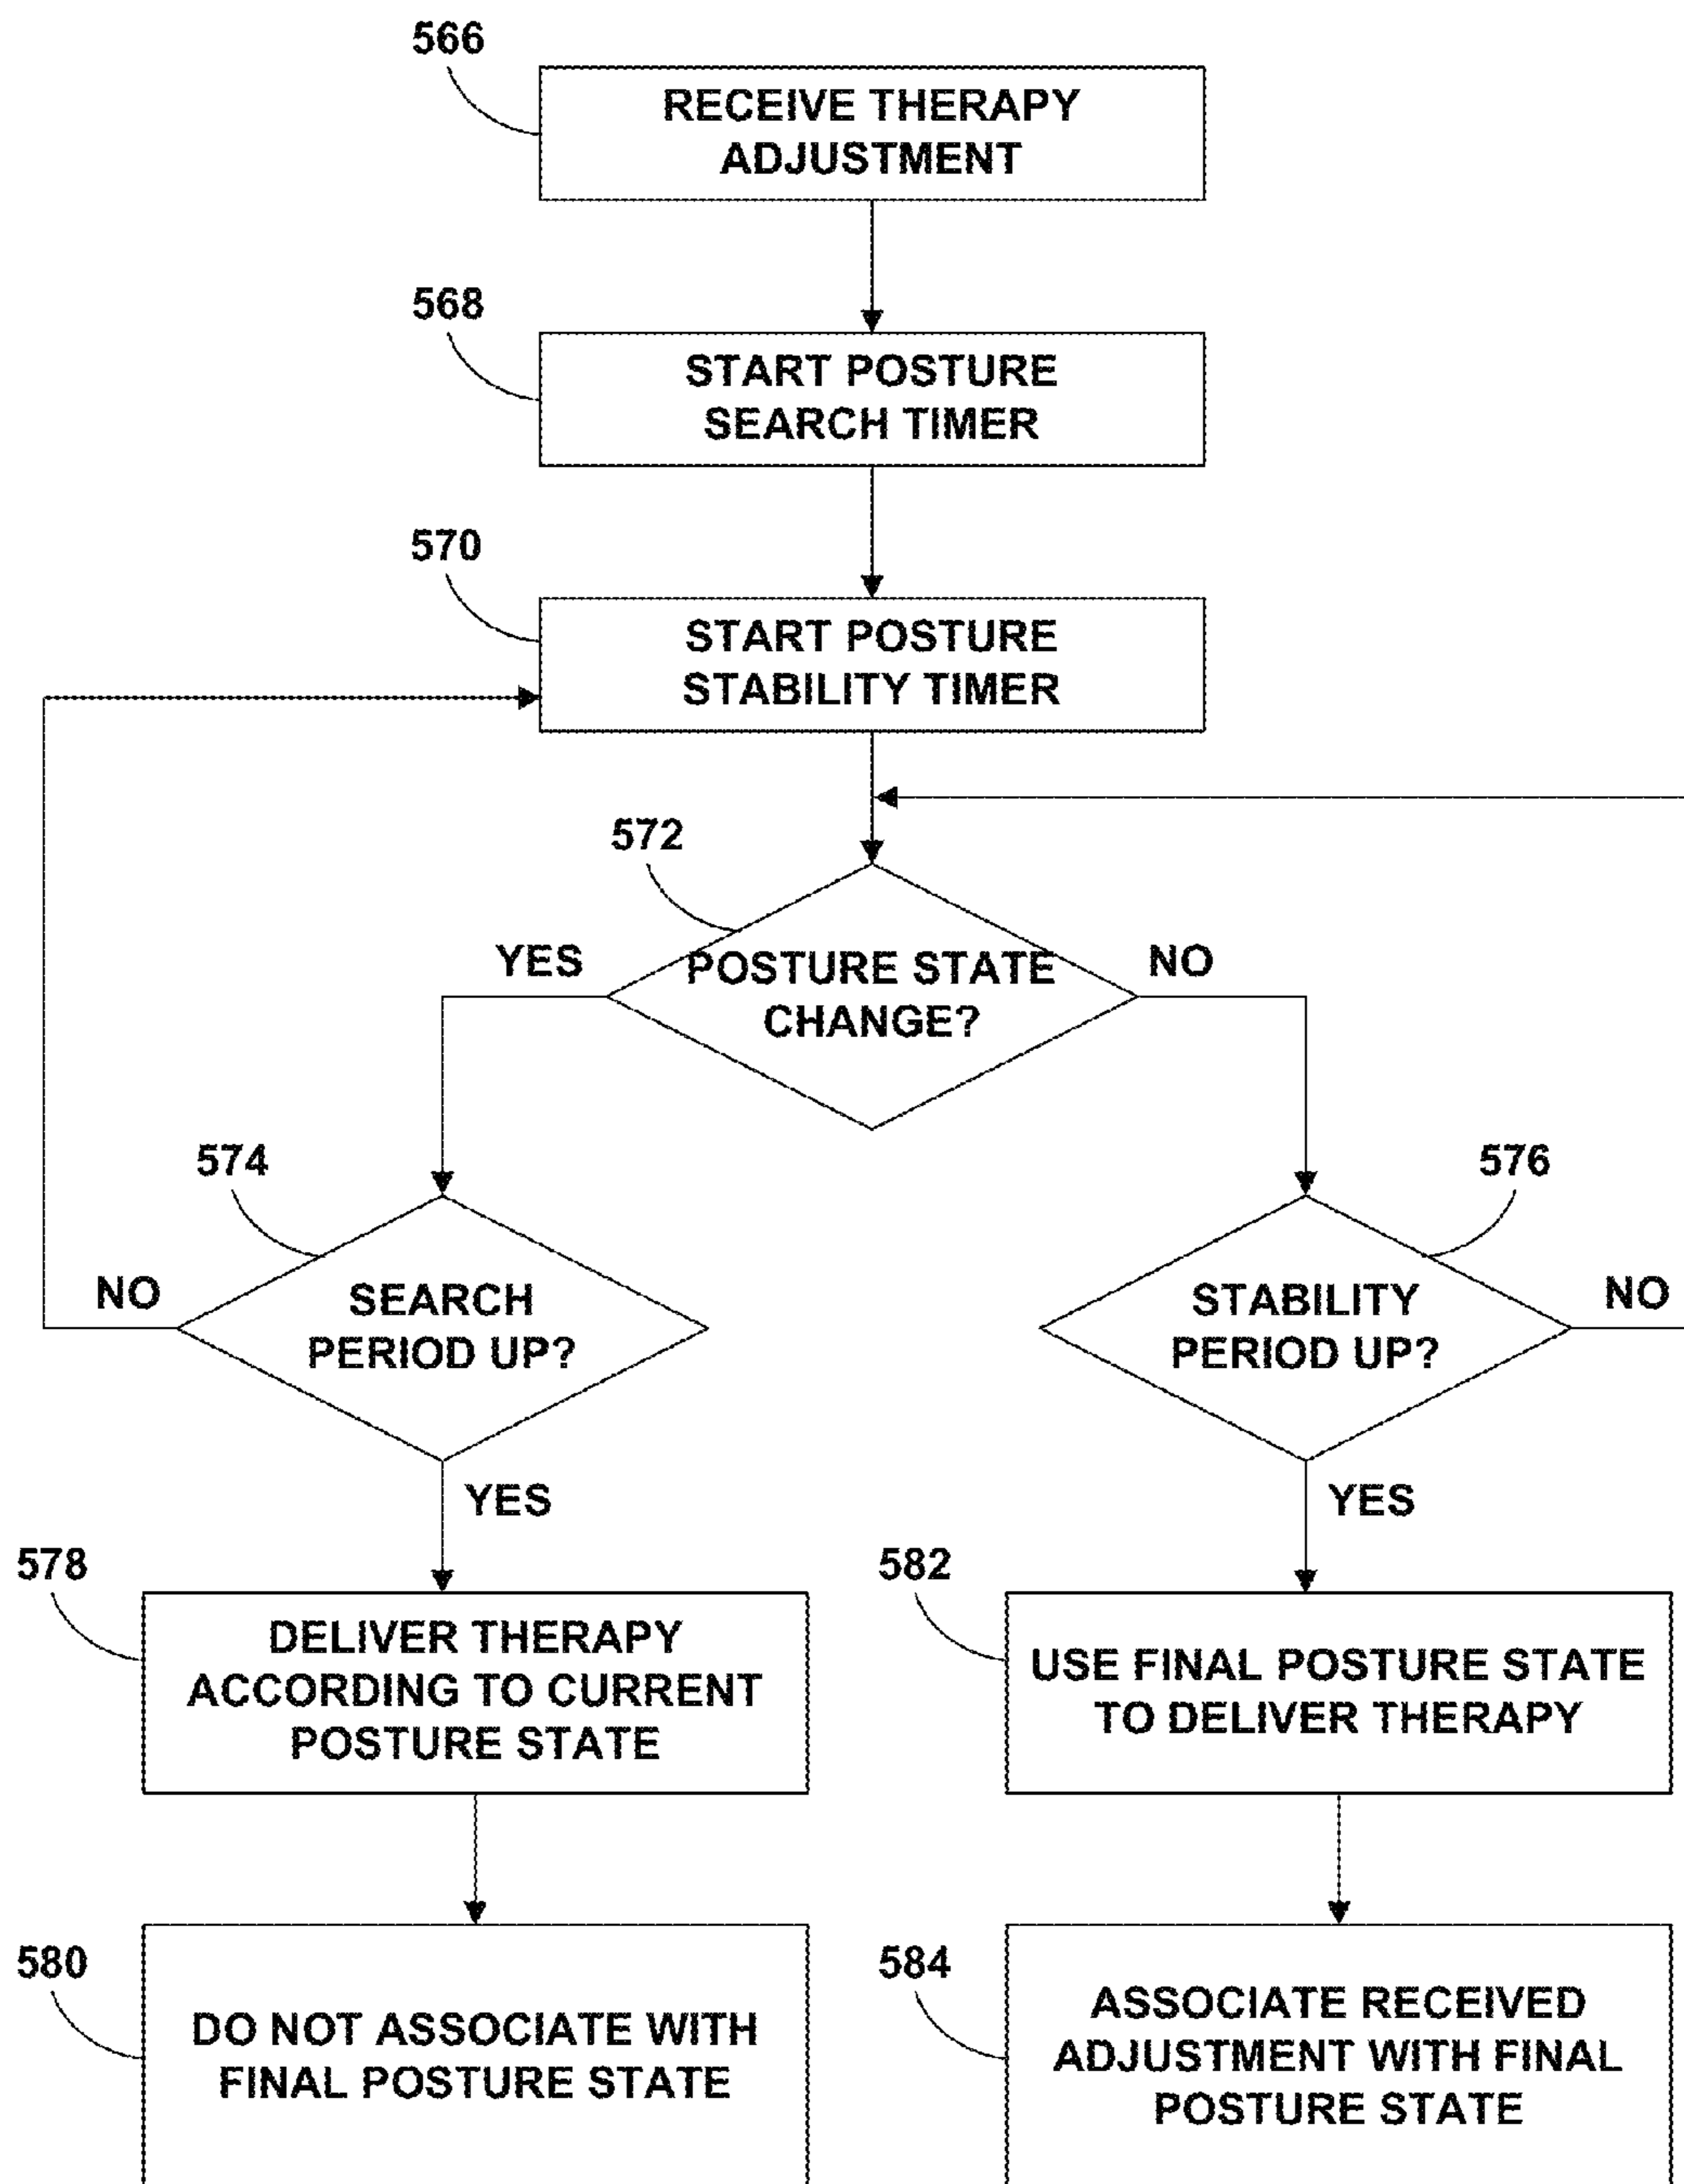 566
RECEIVE THERAPY
ADJUSTMENT
568
START POSTURE
SEARCH TIMER
570
START POSTURE
STABILITY TIMER
572
YES
POSTURE STATE
CHANGE?
NO
574
NO
SEARCH
PERIOD UP?
YES
576
STABILITY
PERIOD UP?
NO
YES
578
DELIVER THERAPY
ACCORDING TO CURRENT
POSTURE STATE
582
USE FINAL POSTURE STATE
TO DELIVER THERAPY
580
DO NOT ASSOCIATE WITH
FINAL POSTURE STATE
584
ASSOCIATE RECEIVED
ADJUSTMENT WITH FINAL
POSTURE STATE